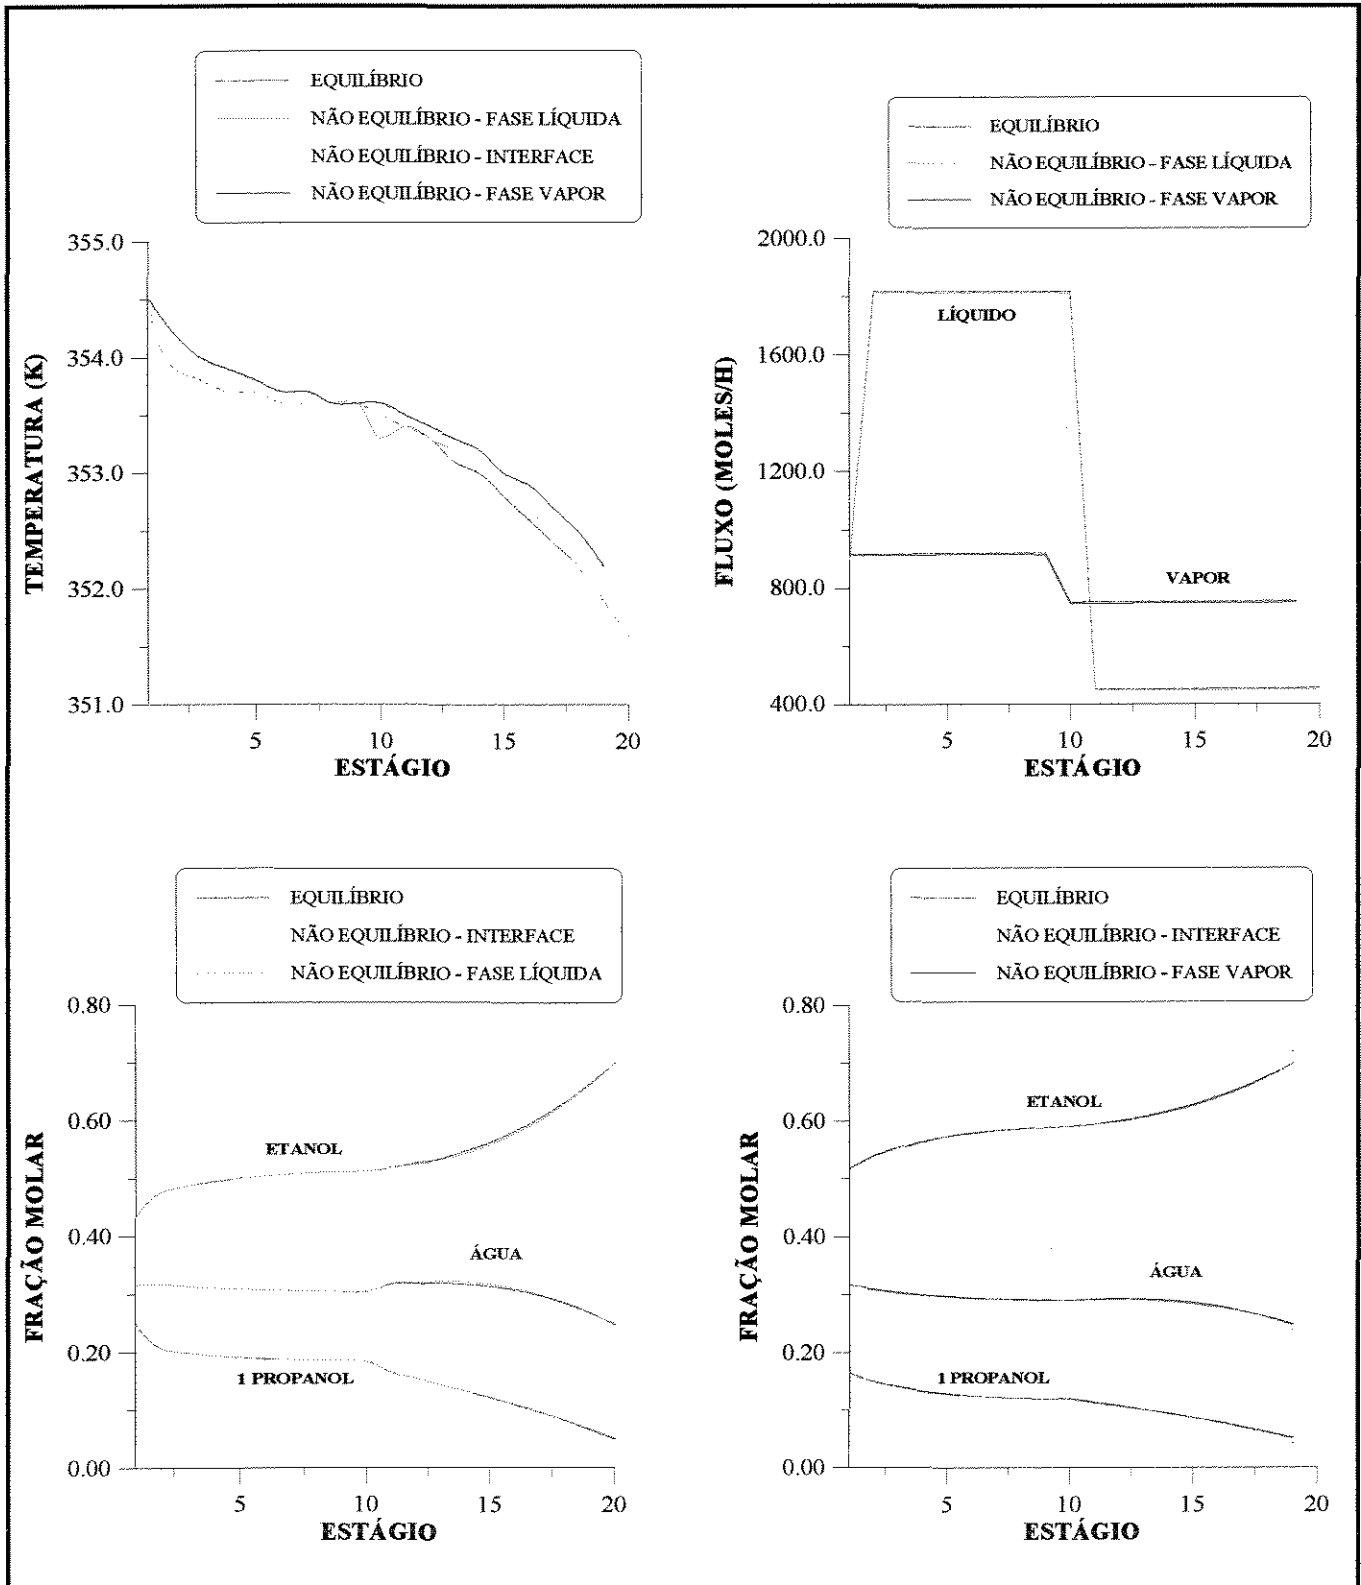 EQUILÍBRIO
NÃO EQUILÍBRIO - FASE LÍQUIDA
NÃO EQUILÍBRIO - INTERFACE
NÃO EQUILÍBRIO - FASE VAPOR
TEMPERATURA (K)
355.0
354.0
353.0
352.0
351.0
5
10
15
20
ESTÁGIO
EQUILÍBRIO
NÃO EQUILÍBRIO - FASE LÍQUIDA
NÃO EQUILÍBRIO - FASE VAPOR
FLUXO (MOLES/H)
2000.0
1600.0
1200.0
800.0
400.0
LÍQUIDO
VAPOR
5
10
15
20
ESTÁGIO
EQUILÍBRIO
NÃO EQUILÍBRIO - INTERFACE
NÃO EQUILÍBRIO - FASE LÍQUIDA
FRAÇÃO MOLAR
0.80
0.60
0.40
0.20
0.00
ETANOL
ÁGUA
1 PROPANOL
5
10
15
20
ESTÁGIO
EQUILÍBRIO
NÃO EQUILÍBRIO - INTERFACE
NÃO EQUILÍBRIO - FASE VAPOR
FRAÇÃO MOLAR
0.80
0.60
0.40
0.20
0.00
ETANOL
ÁGUA
1 PROPANOL
5
10
15
20
ESTÁGIO